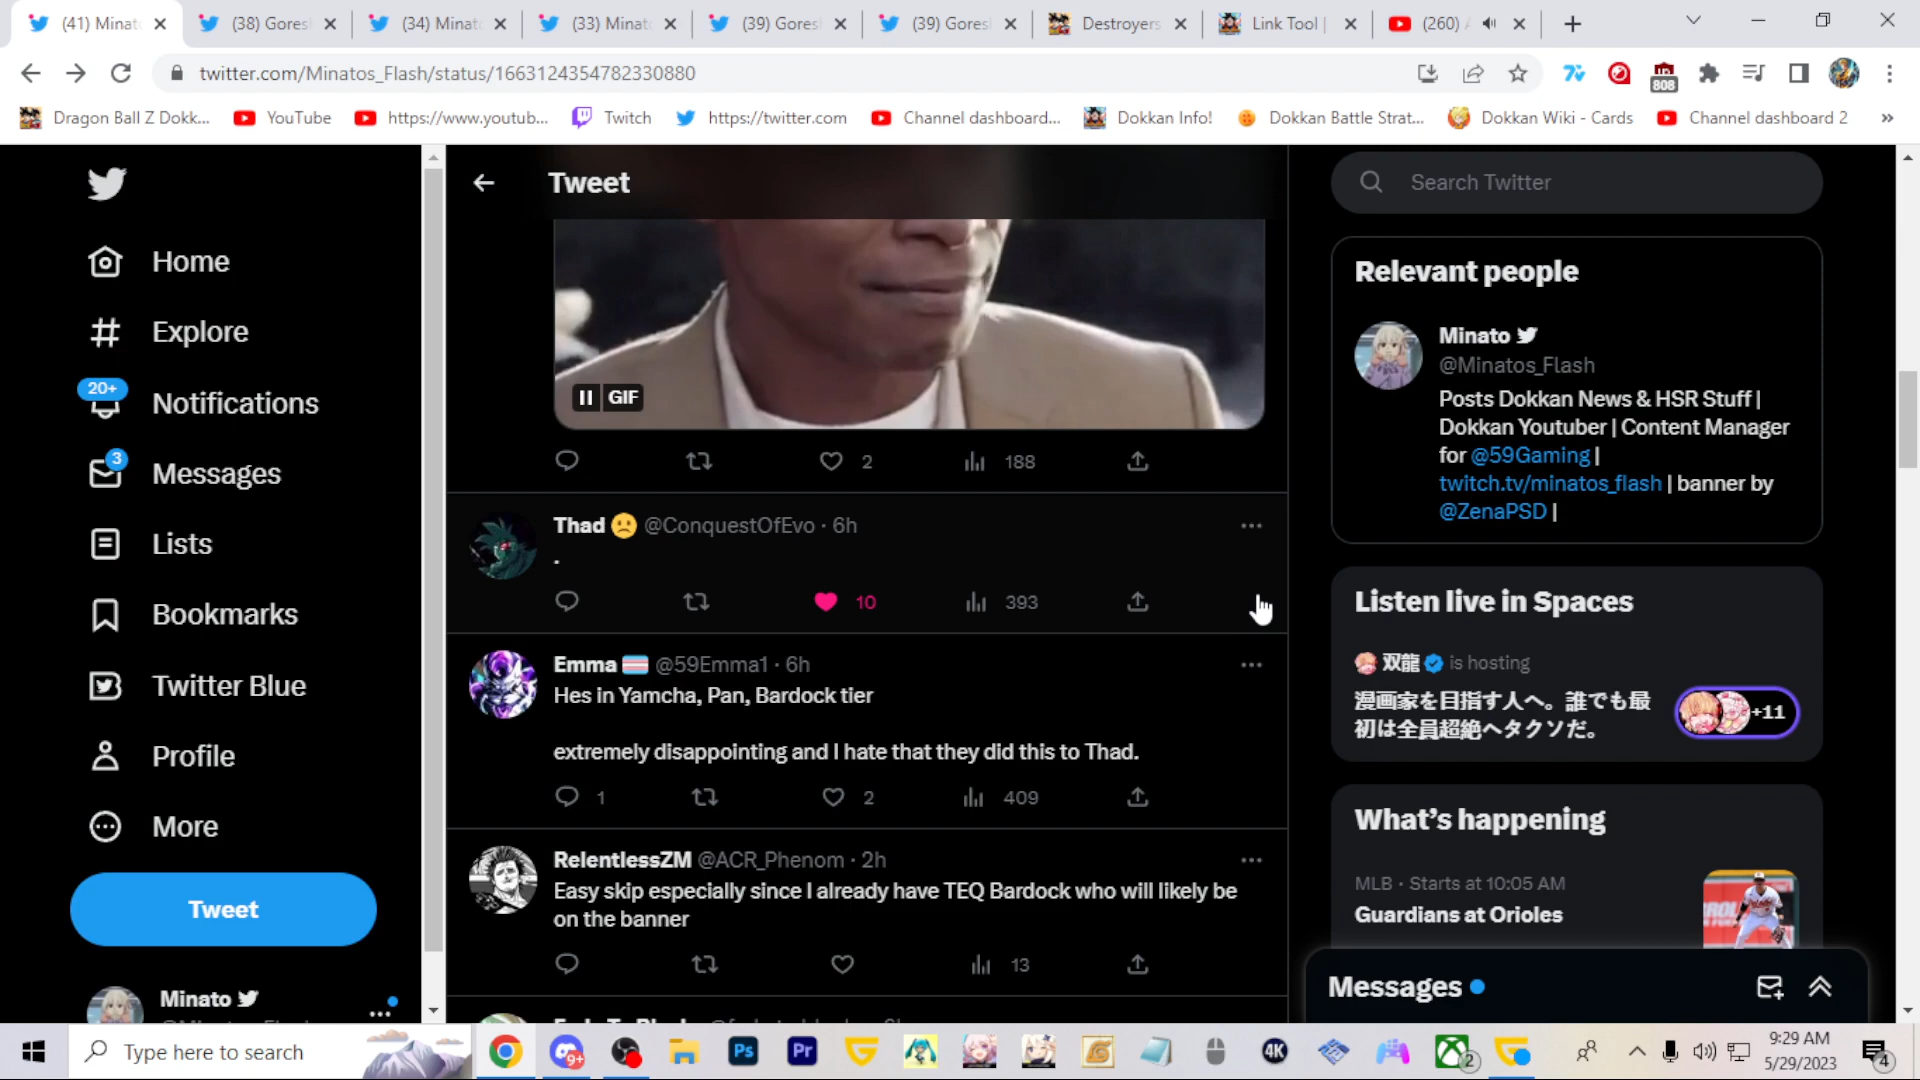 (41) Minat
(38) Gores
(34) Minat
(33) Minat
(39) Gores
(39) Gores
Destroyers
Link Tool |
(260)
twitter.com/Minatos_Flash/status/1663124354782330880
808
Dragon Ball Z Dokk...
YouTube
https://www.youtub...
Twitch
https://twitter.com
Channel dashboard...
Dokkan Info!
Dokkan Battle Strat...
Dokkan Wiki - Cards
Channel dashboard 2
»
Home
Explore
20+
Notifications
3
Messages
Lists
Bookmarks
Twitter Blue
Profile
More
Tweet
Minato
Tweet
GIF
2
188
Thad @ConquestOfEvo · 6h
.
10
393
Emma @59Emma1 · 6h
Hes in Yamcha, Pan, Bardock tier
extremely disappointing and I hate that they did this to Thad.
1
2
409
RelentlessZM @ACR_Phenom · 2h
Easy skip especially since I already have TEQ Bardock who will likely be
on the banner
13
Search Twitter
Relevant people
Minato
@Minatos_Flash
Posts Dokkan News & HSR Stuff |
Dokkan Youtuber | Content Manager
for @59Gaming |
twitch.tv/minatos_flash | banner by
@ZenaPSD |
Listen live in Spaces
双龍 is hosting
漫画家を目指す人へ。誰でも最
初は全員超絶ヘタクソだ。
+11
What's happening
MLB · Starts at 10:05 AM
Guardians at Orioles
Messages
Type here to search
9+
Ps
Pr
4K
2
9:29 AM
5/29/2023
4